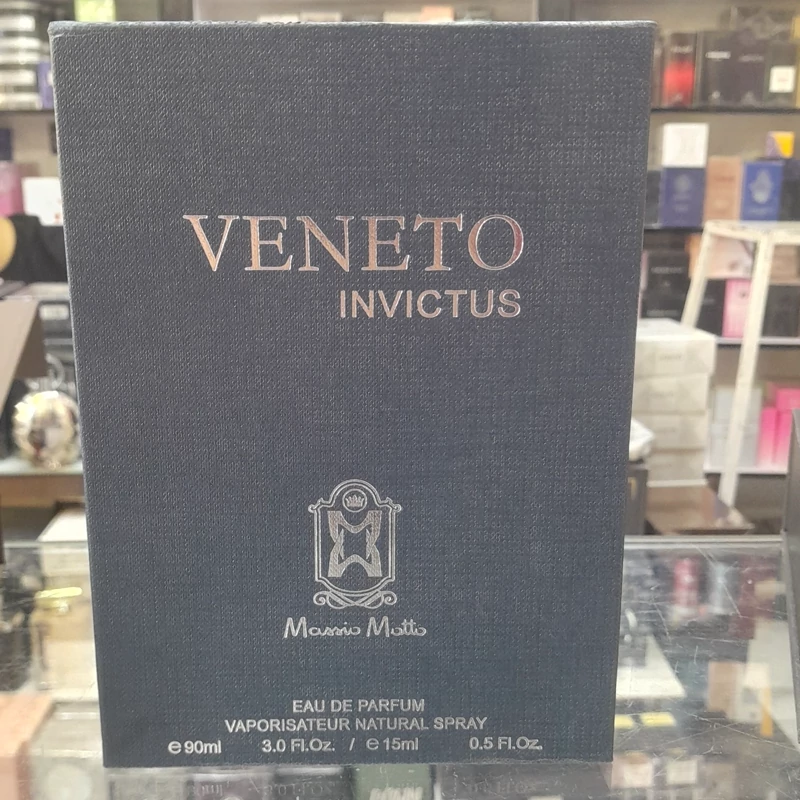 VENETO
INVICTUS
Massio Motto
EAU DE PARFUM
VAPORISATEUR NATURAL SPRAY
℮ 90ml 3.0 Fl.Oz. / ℮ 15ml 0.5 Fl.Oz.